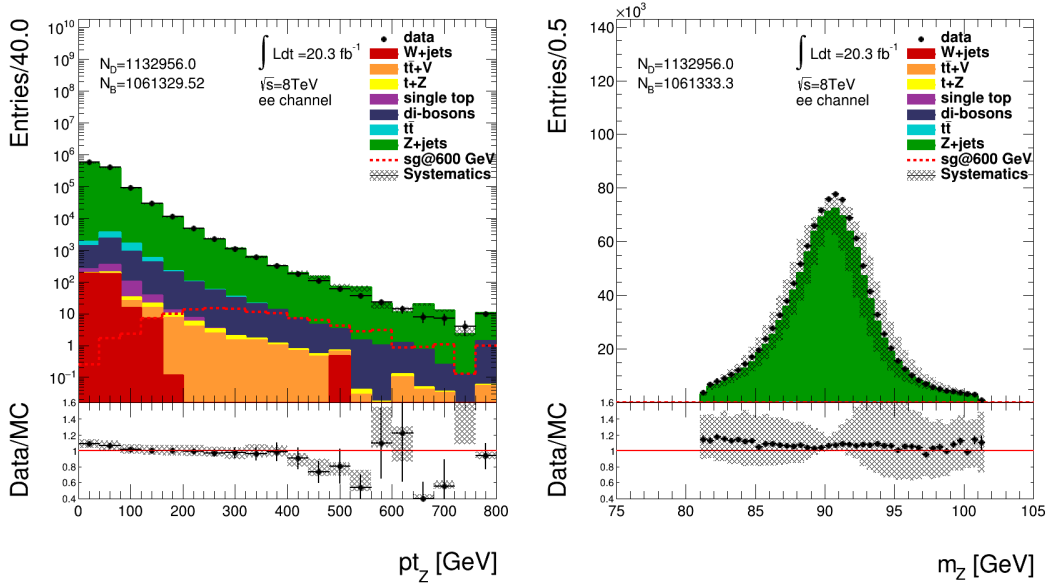 Entries/40.0
10^10
10^9
10^8
10^7
10^6
10^5
10^4
10^3
10^2
10
1
10^-1
N_D=1132956.0
N_B=1061329.52
∫ Ldt =20.3 fb^-1
√s=8TeV
ee channel
data
W+jets
tt̄+V
t+Z
single top
di-bosons
tt̄
Z+jets
sg@600 GeV
Systematics
Data/MC
1.6
1.4
1.2
1
0.8
0.6
0.4
0 100 200 300 400 500 600 700 800
pt_Z [GeV]
Entries/0.5
×10^3
140
120
100
80
60
40
20
N_D=1132956.0
N_B=1061333.3
∫ Ldt =20.3 fb^-1
√s=8TeV
ee channel
data
W+jets
tt̄+V
t+Z
single top
di-bosons
tt̄
Z+jets
sg@600 GeV
Systematics
Data/MC
1.6
1.4
1.2
1
0.8
0.6
0.4
75 80 85 90 95 100 105
m_Z [GeV]